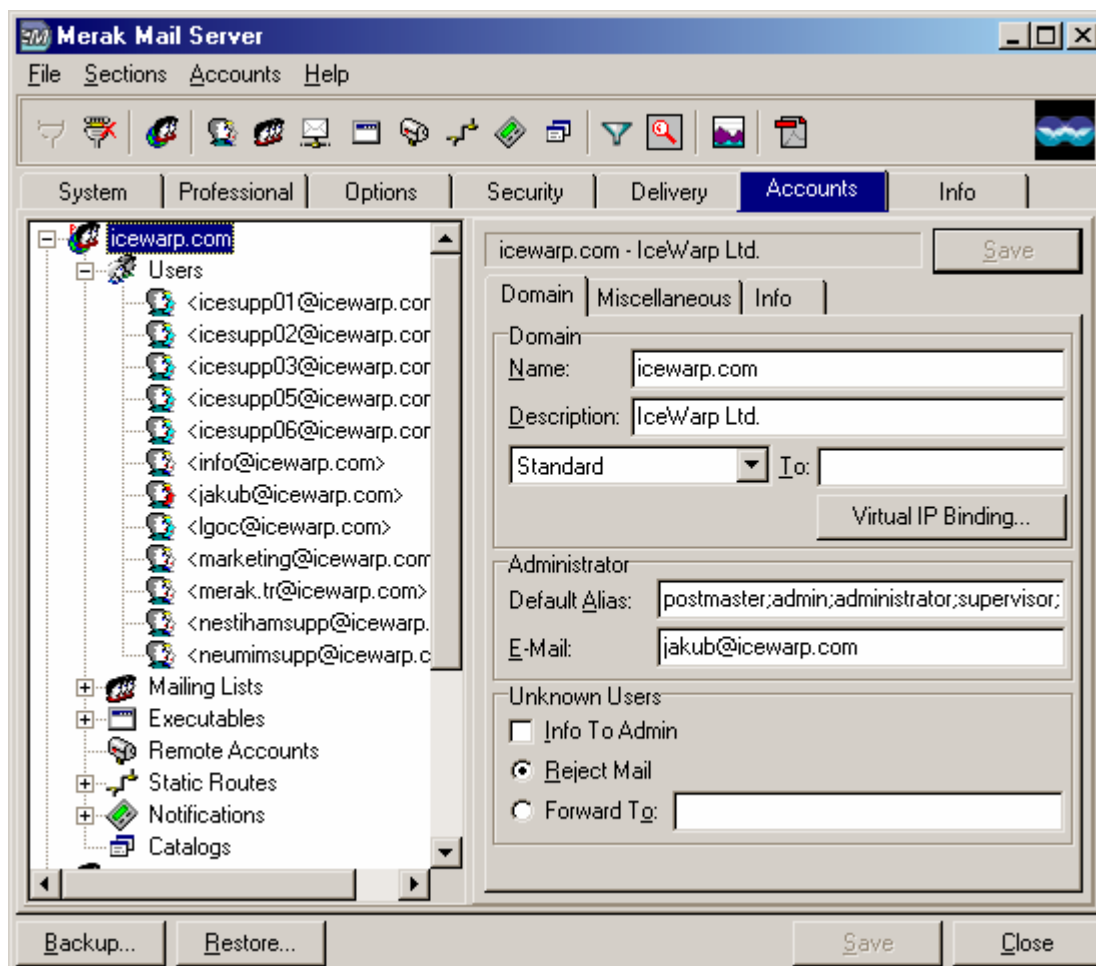 Merak Mail Server
File Sections Accounts Help
System Professional Options Security Delivery Accounts Info
icewarp.com
Users
<icesupp01@icewarp.cor
<icesupp02@icewarp.cor
<icesupp03@icewarp.cor
<icesupp05@icewarp.cor
<icesupp06@icewarp.cor
<info@icewarp.com>
<jakub@icewarp.com>
<lgoc@icewarp.com>
<marketing@icewarp.com
<merak.tr@icewarp.com>
<nestihamsupp@icewarp.
<neumimsupp@icewarp.c
Mailing Lists
Executables
Remote Accounts
Static Routes
Notifications
Catalogs
icewarp.com - IceWarp Ltd.
Save
Domain Miscellaneous Info
Domain
Name: icewarp.com
Description: IceWarp Ltd.
Standard To:
Virtual IP Binding...
Administrator
Default Alias: postmaster;admin;administrator;supervisor;
E-Mail: jakub@icewarp.com
Unknown Users
Info To Admin
Reject Mail
Forward To:
Backup... Restore... Save Close